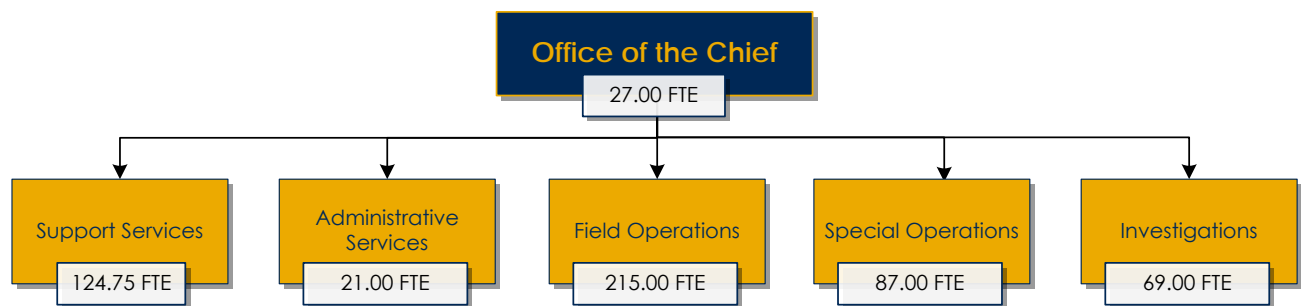 Office of the Chief
27.00 FTE
Support Services
124.75 FTE
Administrative
Services
21.00 FTE
Field Operations
215.00 FTE
Special Operations
87.00 FTE
Investigations
69.00 FTE